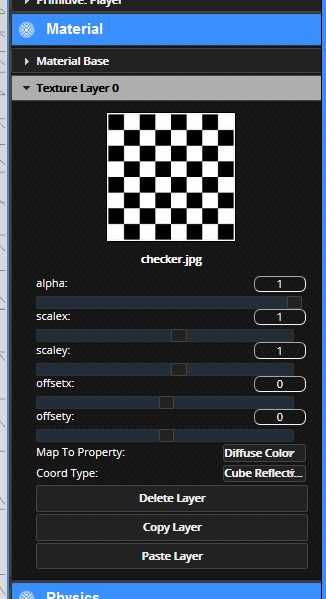 Primitive: Player
Material
Material Base
Texture Layer 0
checker.jpg
alpha: 1
scalex: 1
scaley: 1
offsetx: 0
offsety: 0
Map To Property: Diffuse Color
Coord Type: Cube Reflecti...
Delete Layer
Copy Layer
Paste Layer
Physics